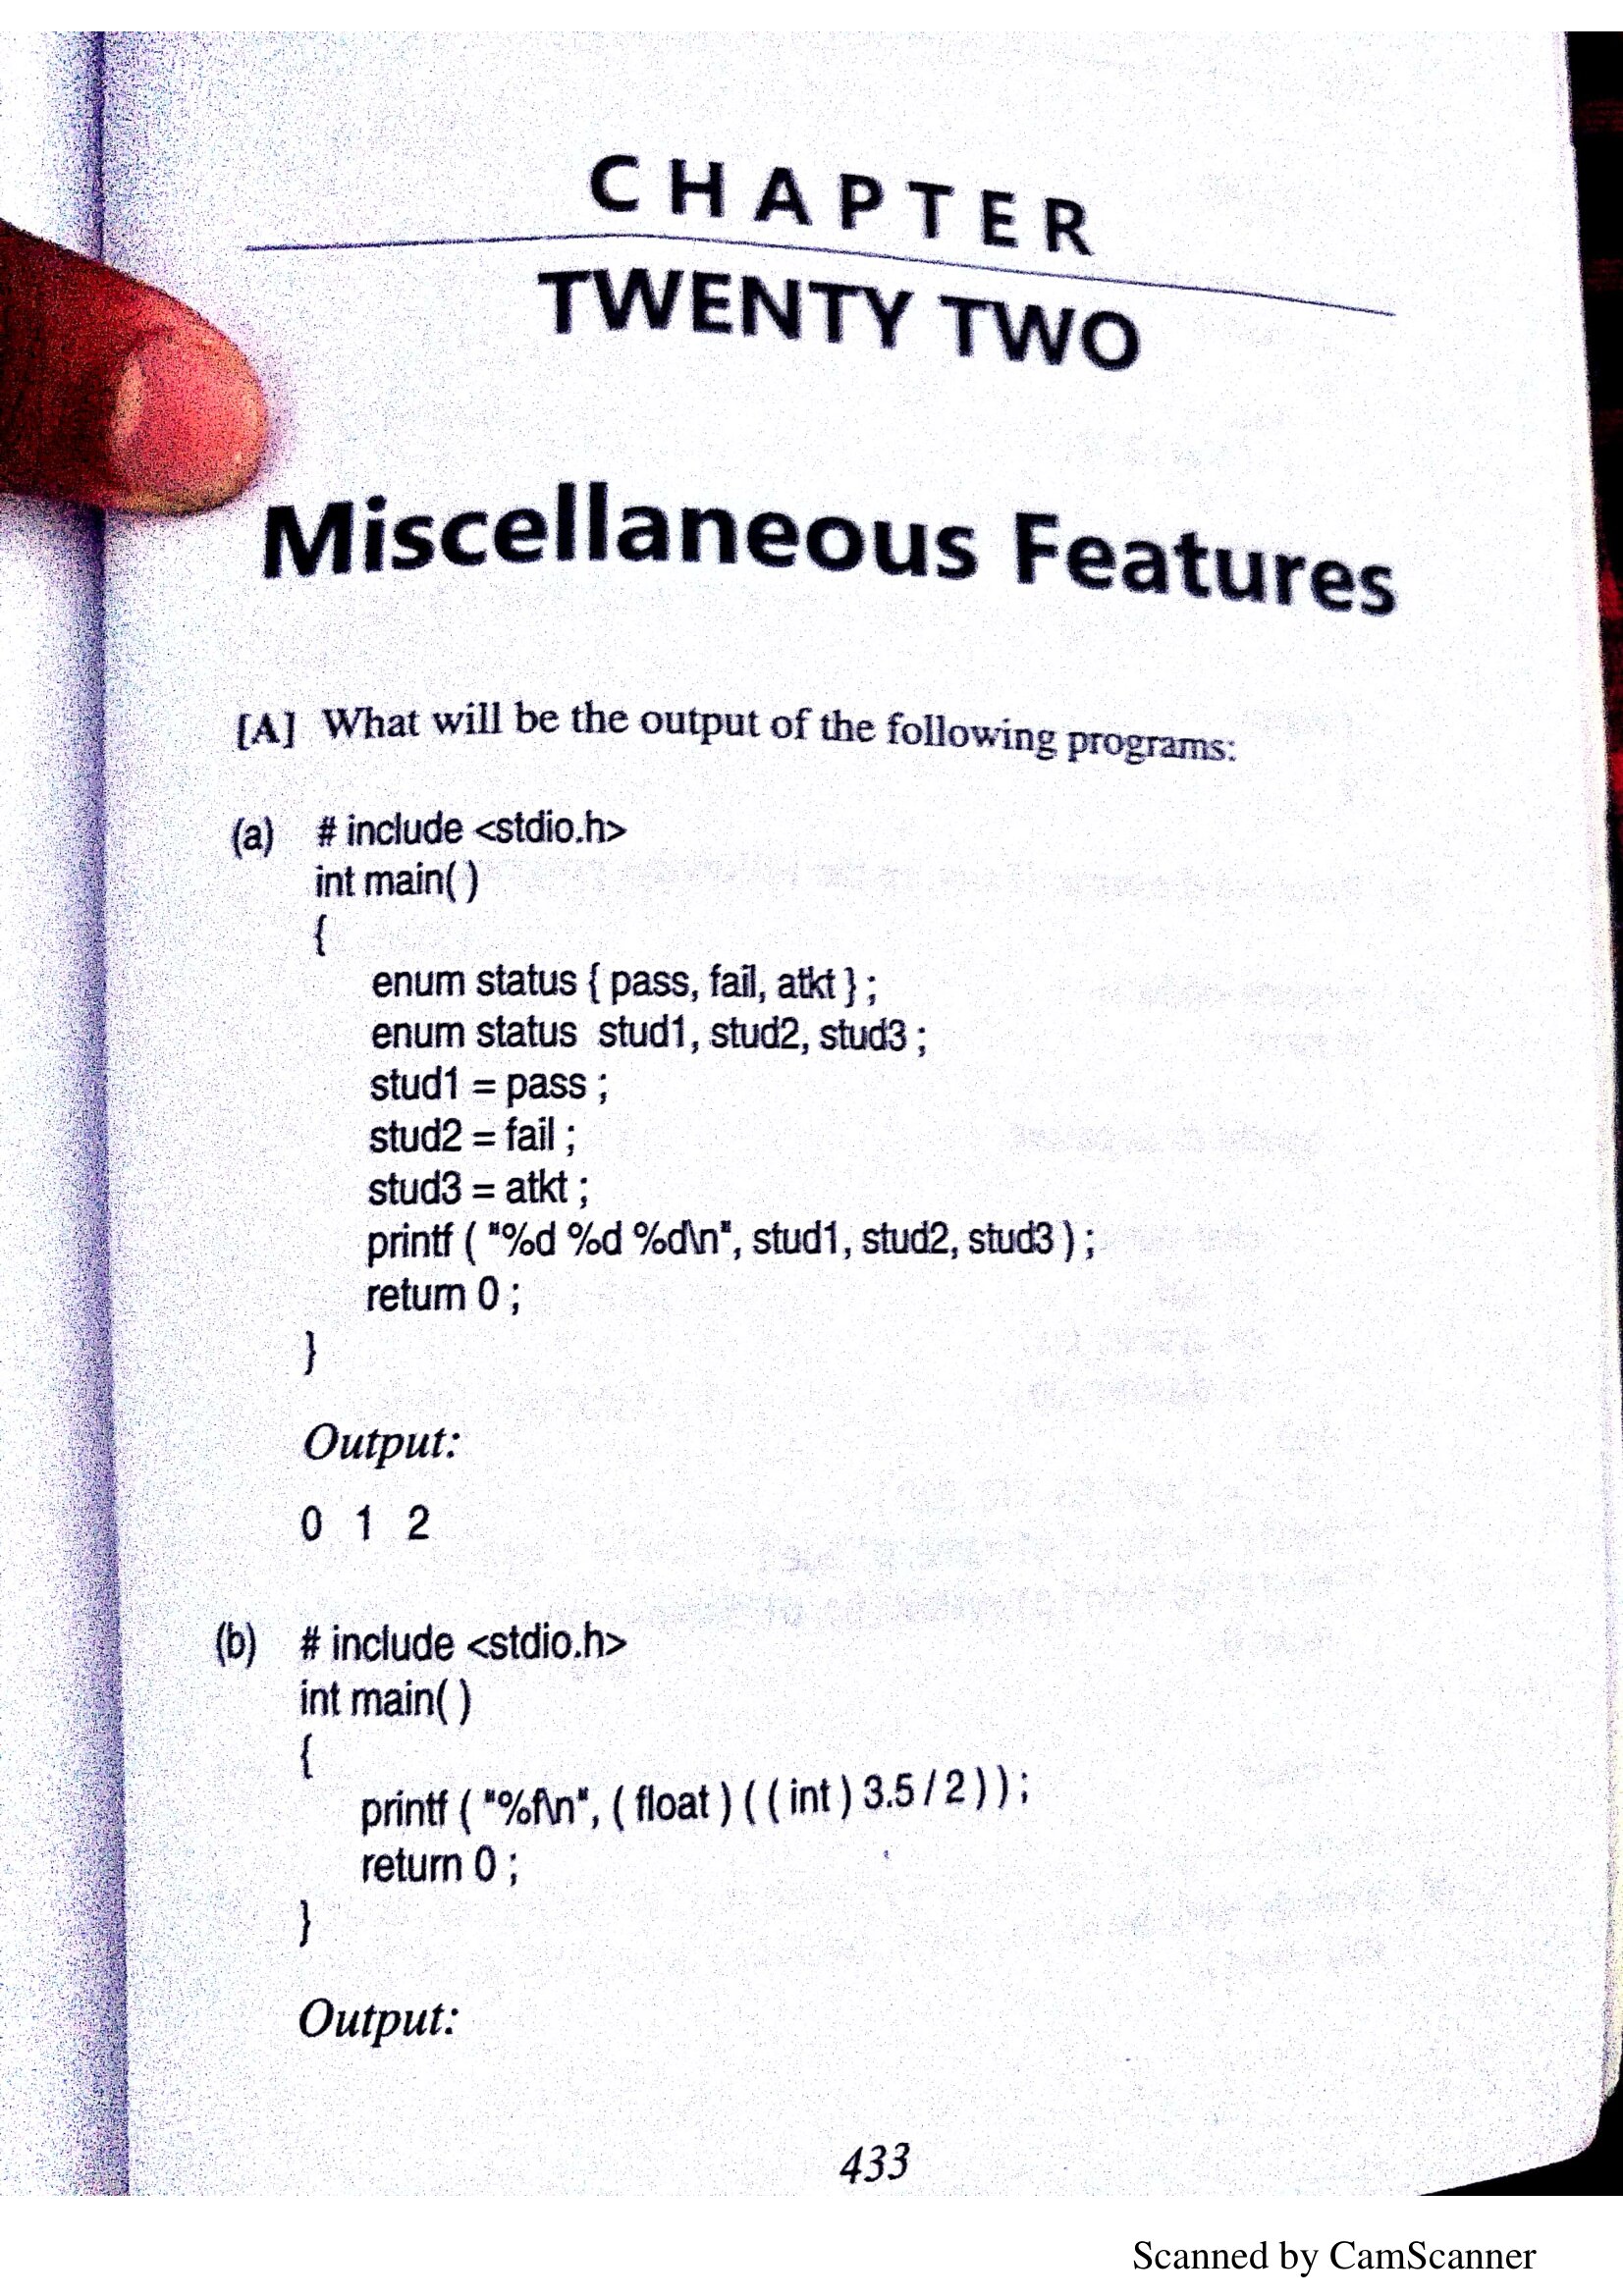 CHAPTER
TWENTY TWO
Miscellaneous Features
[A] What will be the output of the following programs:
(a) # include <stdio.h>
int main( )
{
enum status { pass, fail, atkt } ;
enum status stud1, stud2, stud3 ;
stud1 = pass ;
stud2 = fail ;
stud3 = atkt ;
printf ( "%d %d %d\n", stud1, stud2, stud3 ) ;
return 0 ;
}
Output:
0 1 2
(b) # include <stdio.h>
int main( )
{
printf ( "%f\n", ( float ) ( ( int ) 3.5 / 2 ) ) ;
return 0 ;
}
Output:
433
Scanned by CamScanner